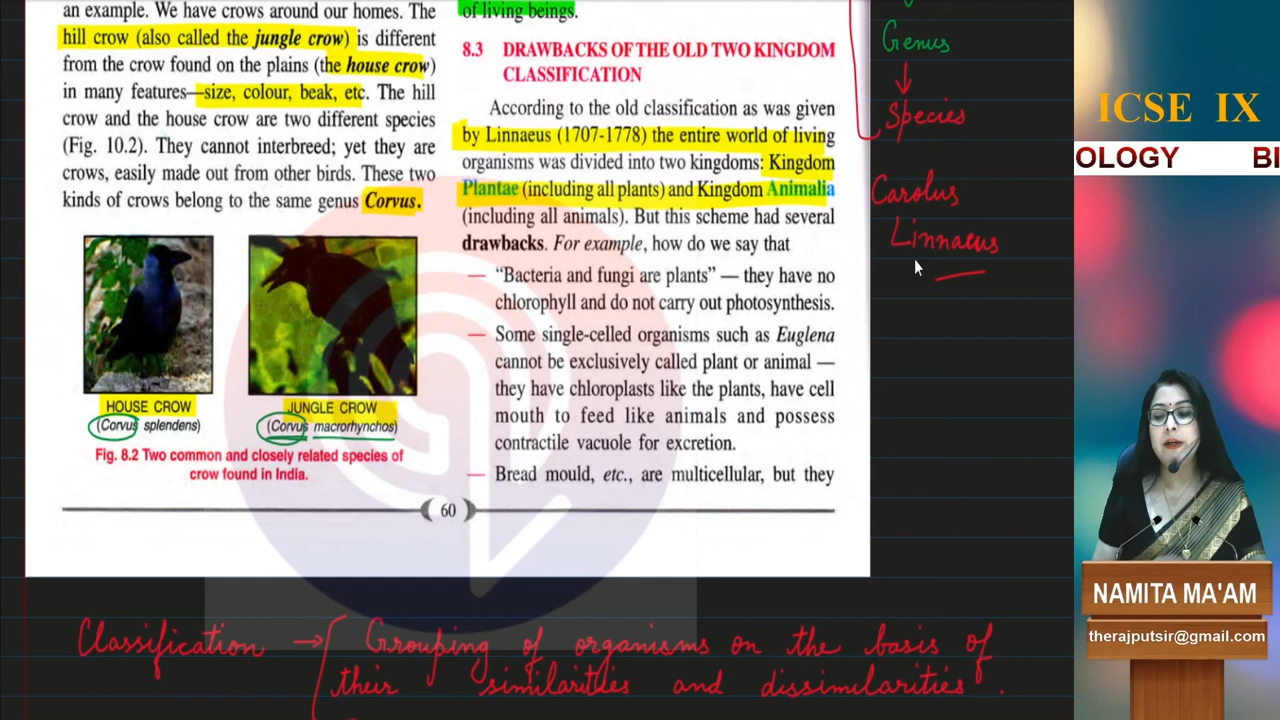 an example. We have crows around our homes. The
hill crow (also called the jungle crow) is different
from the crow found on the plains (the house crow)
in many features—size, colour, beak, etc. The hill
crow and the house crow are two different species
(Fig. 10.2). They cannot interbreed; yet they are
crows, easily made out from other birds. These two
kinds of crows belong to the same genus Corvus.
HOUSE CROW
(Corvus splendens)
JUNGLE CROW
(Corvus macrorhynchos)
Fig. 8.2 Two common and closely related species of
crow found in India.
of living beings.
8.3 DRAWBACKS OF THE OLD TWO KINGDOM
CLASSIFICATION
According to the old classification as was given
by Linnaeus (1707-1778) the entire world of living
organisms was divided into two kingdoms: Kingdom
Plantae (including all plants) and Kingdom Animalia
(including all animals). But this scheme had several
drawbacks. For example, how do we say that
— “Bacteria and fungi are plants” — they have no
chlorophyll and do not carry out photosynthesis.
— Some single-celled organisms such as Euglena
cannot be exclusively called plant or animal —
they have chloroplasts like the plants, have cell
mouth to feed like animals and possess
contractile vacuole for excretion.
— Bread mould, etc., are multicellular, but they
60
Genus
Species
Carolus
Linnaeus
Classification → Grouping of organisms on the basis of
their similarities and dissimilarities.
ICSE IX
OLOGY BI
NAMITA MA'AM
therajputsir@gmail.com